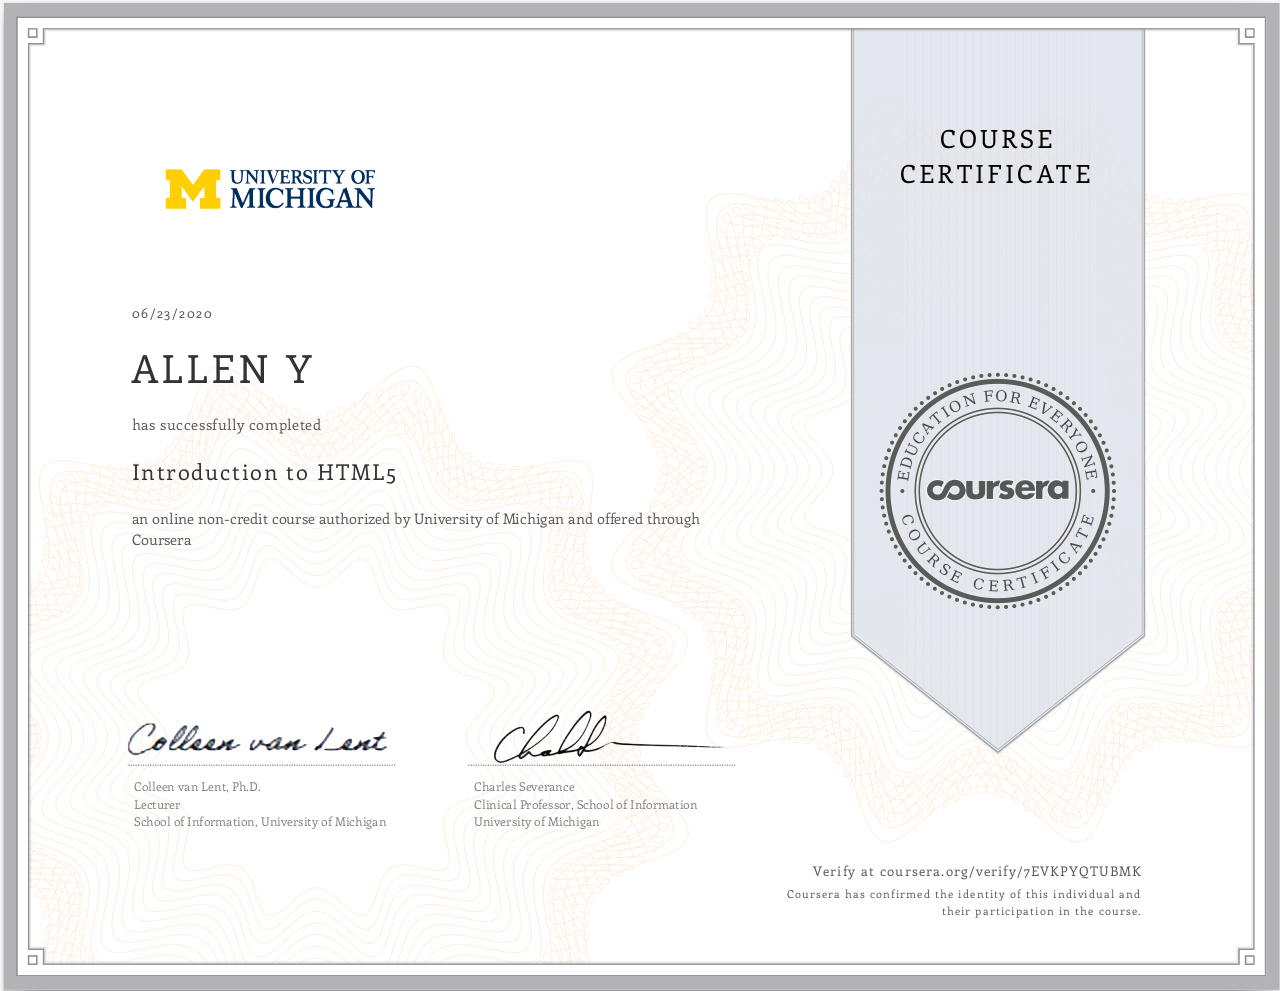 UNIVERSITY OF
MICHIGAN
COURSE
CERTIFICATE
06/23/2020
ALLEN Y
has successfully completed
Introduction to HTML5
an online non-credit course authorized by University of Michigan and offered through
Coursera
EDUCATION FOR EVERYONE
coursera
COURSE CERTIFICATE
Colleen van Lent
Colleen van Lent, Ph.D.
Lecturer
School of Information, University of Michigan
Charles Severance
Clinical Professor, School of Information
University of Michigan
Verify at coursera.org/verify/7EVKPYQTUBMK
Coursera has confirmed the identity of this individual and
their participation in the course.